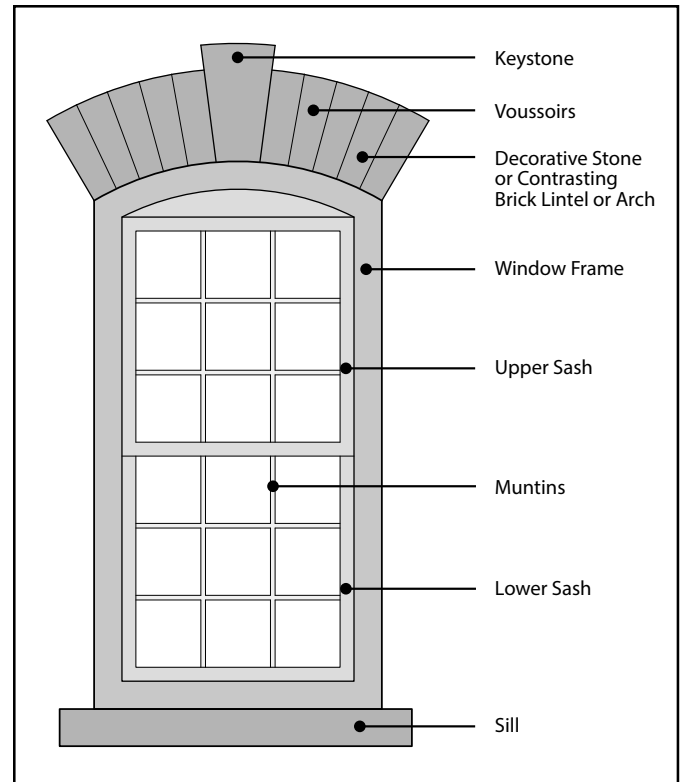 Keystone
Voussoirs
Decorative Stone
or Contrasting
Brick Lintel or Arch
Window Frame
Upper Sash
Muntins
Lower Sash
Sill